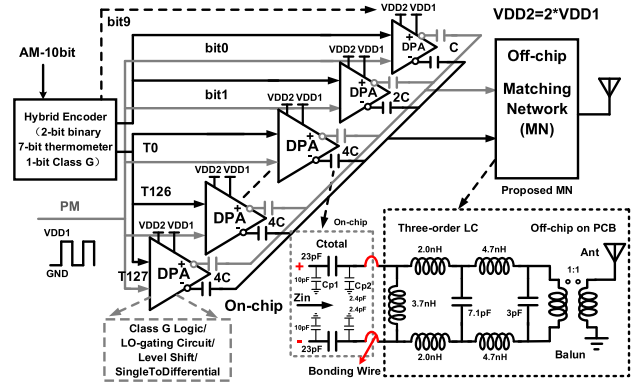 bit9
VDD2 VDD1
VDD2=2*VDD1
AM-10bit
bit0
+
DPA
-
C
Off-chip
Matching
Network
(MN)
VDD2 VDD1
+
DPA
-
2C
bit1
Hybrid Encoder
(2-bit binary
7-bit thermometer
1-bit Class G)
VDD2 VDD1
+
DPA
-
4C
T0
Proposed MN
VDD2 VDD1
+
DPA
-
4C
T126
PM
VDD1
GND
VDD2 VDD1
+
DPA
-
4C
T127
On-chip
Class G Logic/
LO-gating Circuit/
Level Shift/
SingleToDifferential
On-chip
Ctotal
23pF
+
10pF
Cp1
Cp2
2.4pF
Zin
10pF
2.4pF
-
23pF
Bonding Wire
Three-order LC
Off-chip on PCB
2.0nH
4.7nH
Ant
1:1
3.7nH
7.1pF
3pF
2.0nH
4.7nH
Balun